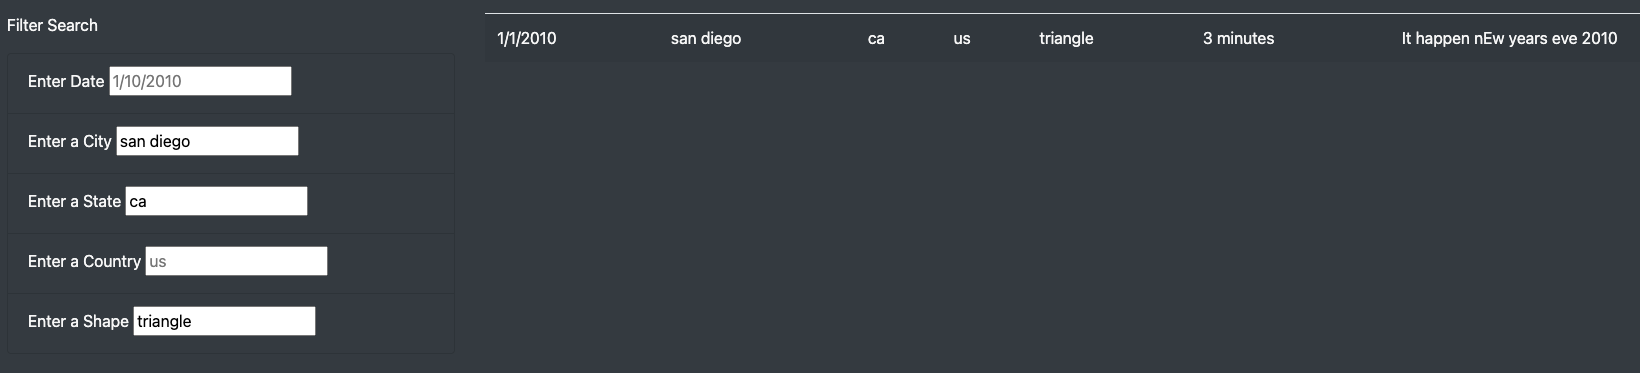 Filter Search
Enter Date 1/10/2010
Enter a City san diego
Enter a State ca
Enter a Country us
Enter a Shape triangle
1/1/2010 san diego ca us triangle 3 minutes It happen nEw years eve 2010